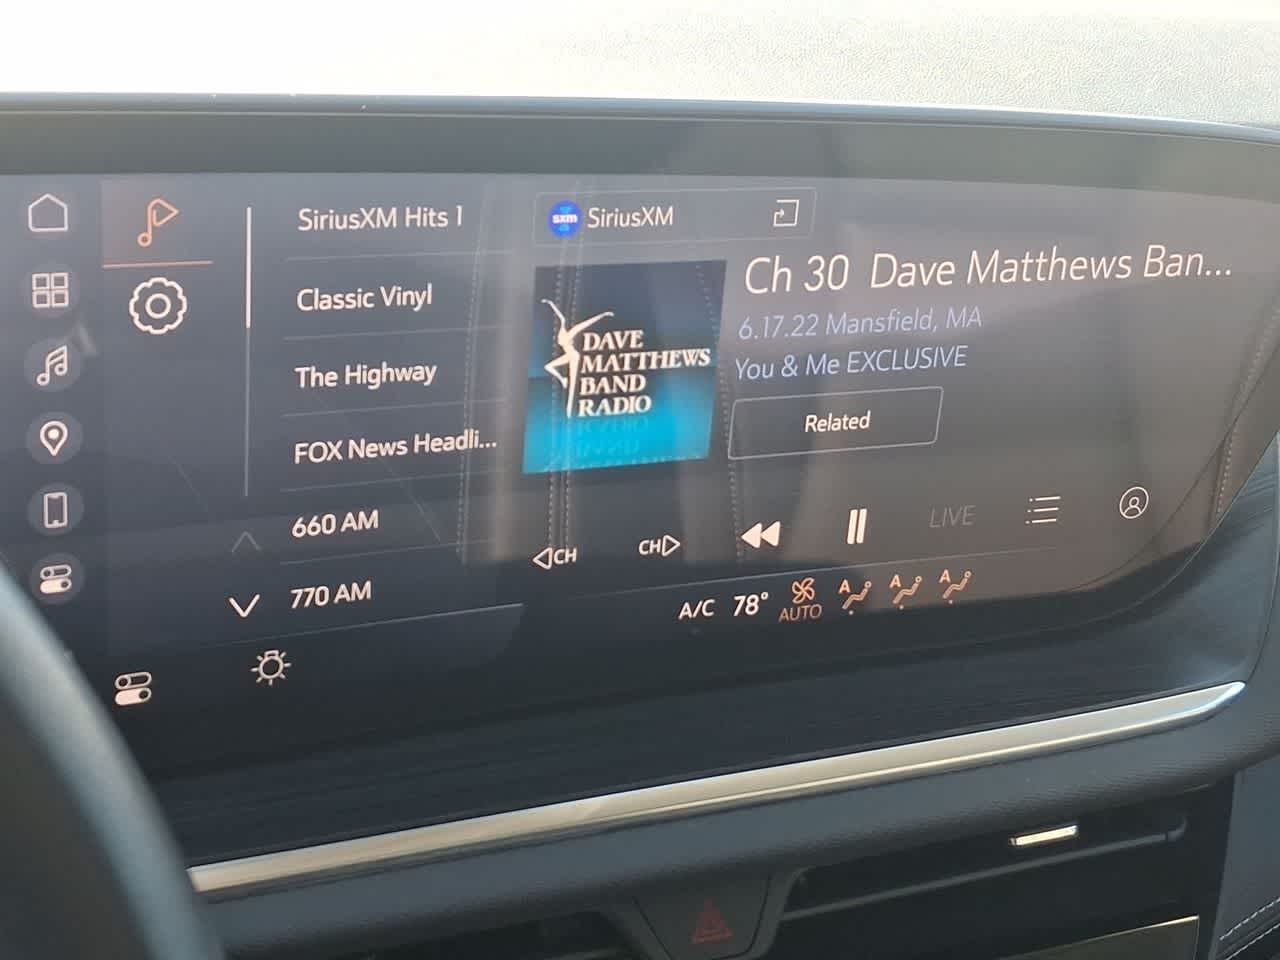 SiriusXM Hits 1
Classic Vinyl
The Highway
FOX News Headli...
660 AM
770 AM
sxm SiriusXM
DAVE
MATTHEWS
BAND
RADIO
Ch 30 Dave Matthews Ban...
6.17.22 Mansfield, MA
You & Me EXCLUSIVE
Related
CH
CH
LIVE
A/C 78° AUTO A A A